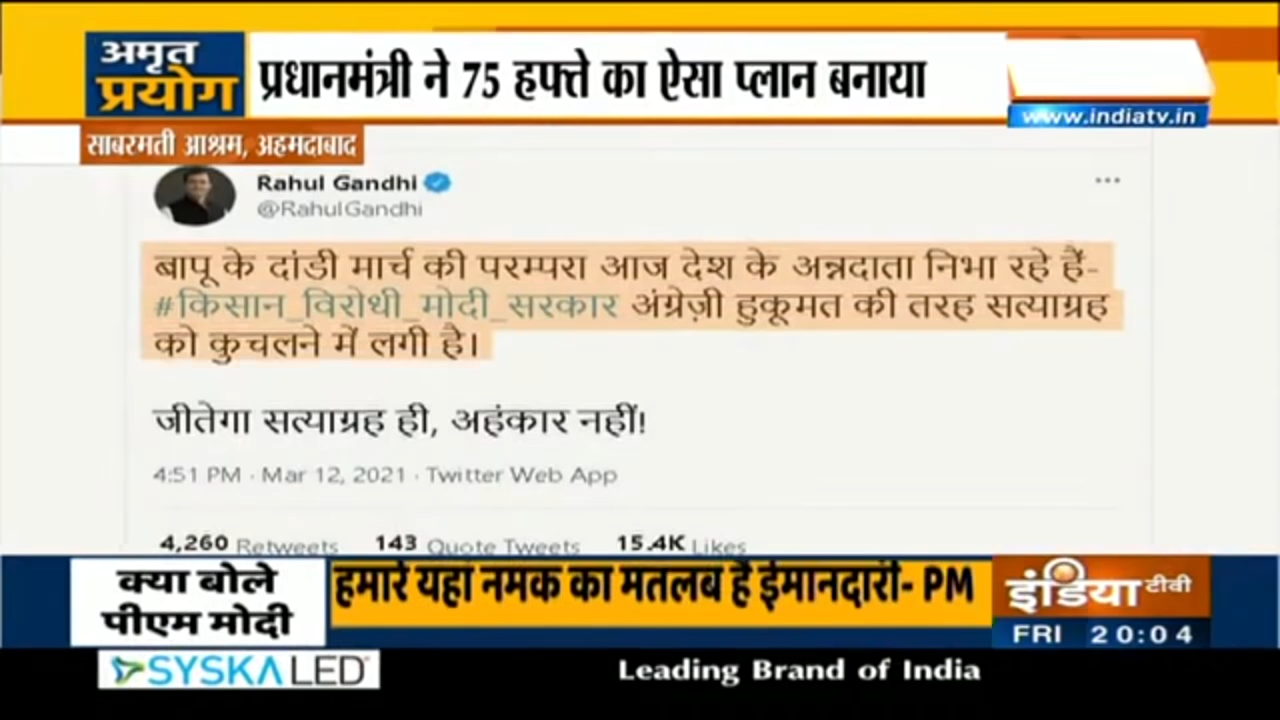 अमृत
प्रयोग
प्रधानमंत्री ने 75 हफ्ते का ऐसा प्लान बनाया
www.indiatv.in
साबरमती आश्रम, अहमदाबाद
Rahul Gandhi
@RahulGandhi
बापू के दांडी मार्च की परम्परा आज देश के अन्नदाता निभा रहे हैं-
#किसान_विरोधी_मोदी_सरकार अंग्रेज़ी हुकूमत की तरह सत्याग्रह
को कुचलने में लगी है।
जीतेगा सत्याग्रह ही, अहंकार नहीं!
4:51 PM · Mar 12, 2021 · Twitter Web App
4,260 Retweets 143 Quote Tweets 15.4K Likes
क्या बोले
पीएम मोदी
हमारे यहां नमक का मतलब है ईमानदारी- PM
इंडिया टीवी
FRI 20:04
SYSKA LED
Leading Brand of India